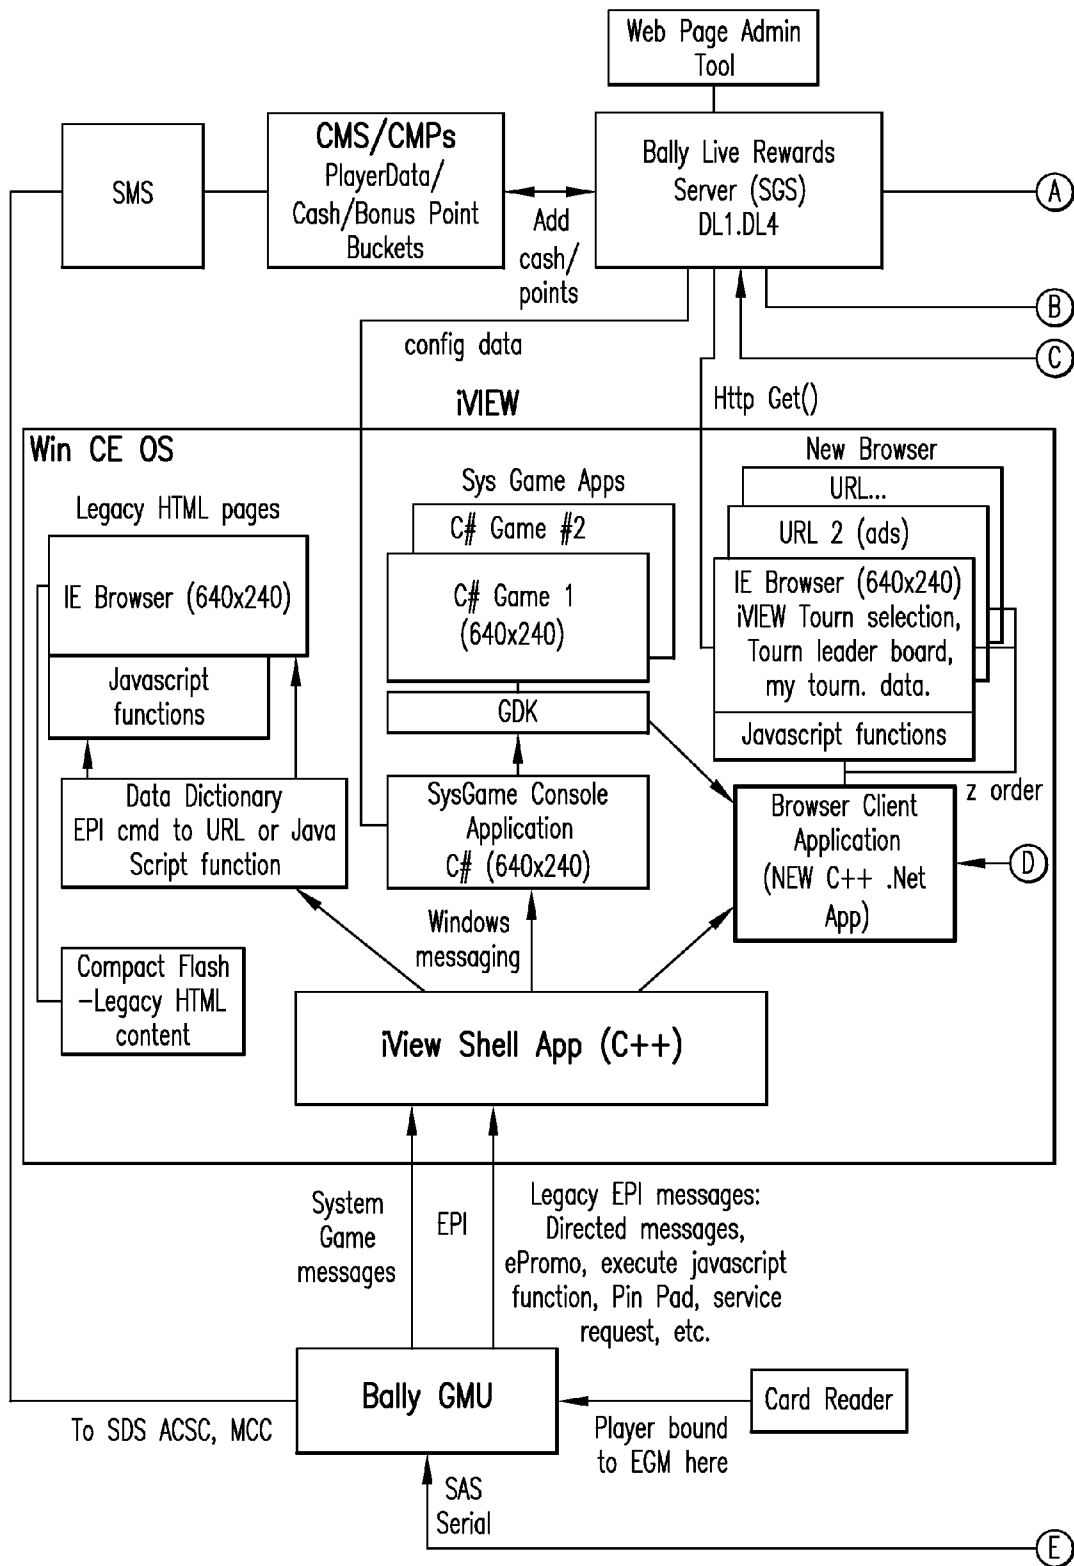 Web Page Admin
Tool
SMS
CMS/CMPs
PlayerData/
Cash/Bonus Point
Buckets
Add
cash/
points
Bally Live Rewards
Server (SGS)
DL1.DL4
A
B
C
config data
Http Get()
iVIEW
Win CE OS
Legacy HTML pages
IE Browser (640x240)
Javascript
functions
Data Dictionary
EPI cmd to URL or Java
Script function
Compact Flash
-Legacy HTML
content
Sys Game Apps
C# Game #2
C# Game 1
(640x240)
GDK
SysGame Console
Application
C# (640x240)
Windows
messaging
New Browser
URL...
URL 2 (ads)
IE Browser (640x240)
iVIEW Tourn selection,
Tourn leader board,
my tourn. data.
Javascript functions
z order
Browser Client
Application
(NEW C++ .Net
App)
D
iView Shell App (C++)
System
Game
messages
EPI
Legacy EPI messages:
Directed messages,
ePromo, execute javascript
function, Pin Pad, service
request, etc.
Bally GMU
Card Reader
To SDS ACSC, MCC
Player bound
to EGM here
SAS
Serial
E